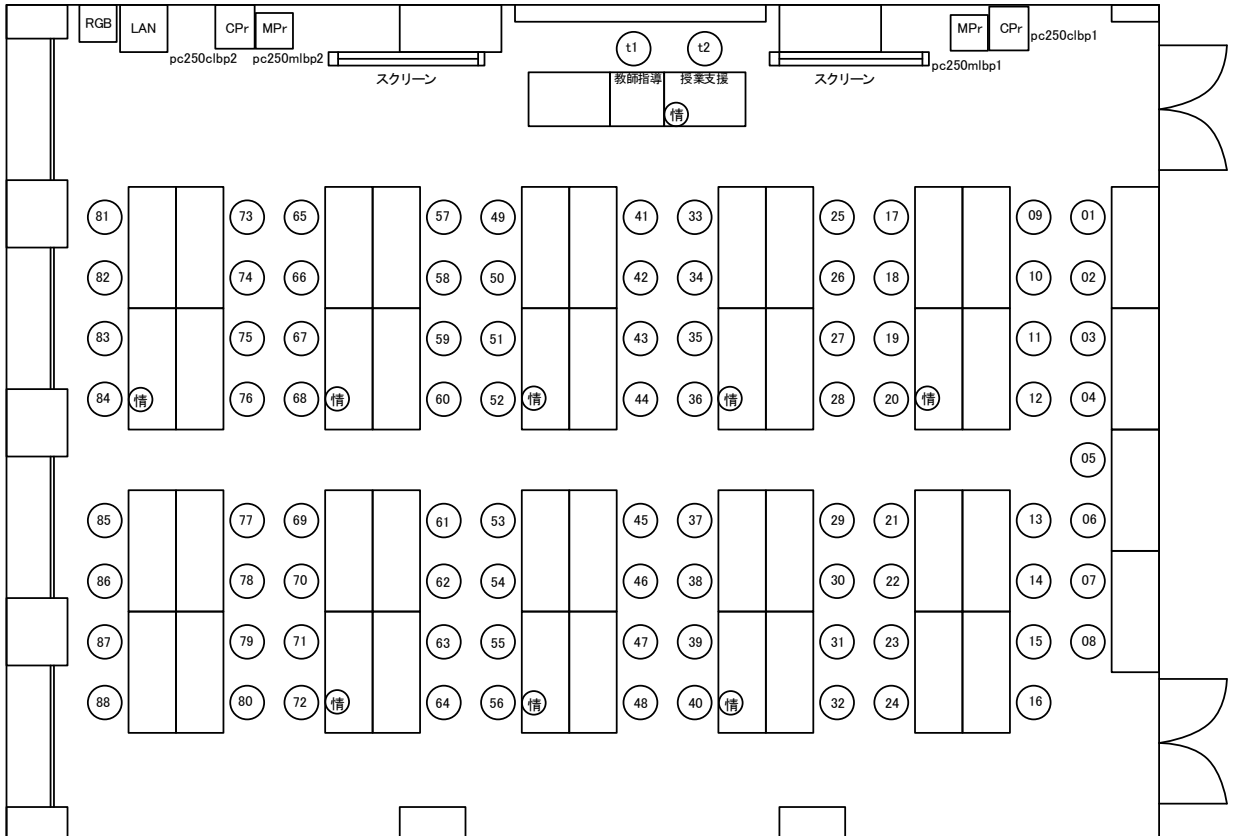 RGB LAN CPr MPr t1 t2 MPr CPr
pc250clbp2 pc250mlbp2 pc250clbp1
スクリーン 教師指導 授業支援 スクリーン pc250mlbp1
情
81 73 65 57 49 41 33 25 17 09 01
82 74 66 58 50 42 34 26 18 10 02
83 75 67 59 51 43 35 27 19 11 03
84 情 76 68 情 60 52 情 44 36 情 28 20 情 12 04
05
85 77 69 61 53 45 37 29 21 13 06
86 78 70 62 54 46 38 30 22 14 07
87 79 71 63 55 47 39 31 23 15 08
88 80 72 情 64 56 情 48 40 情 32 24 16